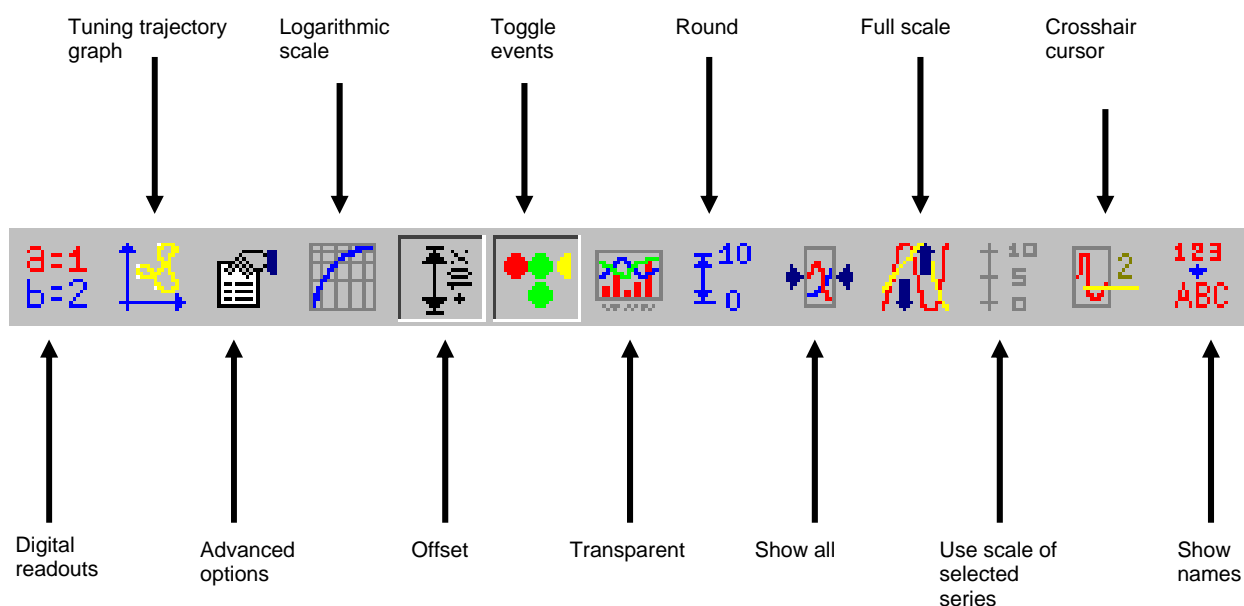 Tuning trajectory
graph
Logarithmic
scale
Toggle
events
Round
Full scale
Crosshair
cursor
a=1
b=2
10
0
10
5
0
2
123
ABC
Digital
readouts
Advanced
options
Offset
Transparent
Show all
Use scale of
selected
series
Show
names